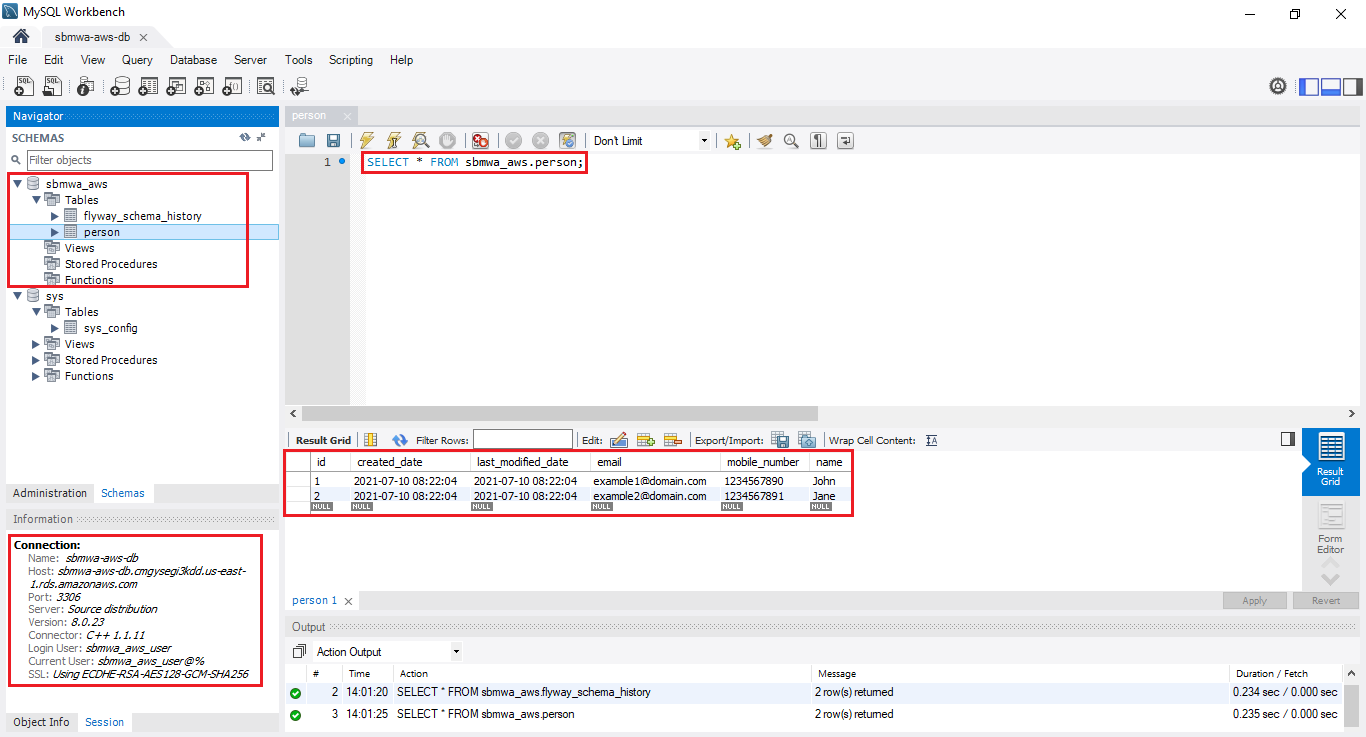 MySQL Workbench
sbmwa-aws-db
File Edit View Query Database Server Tools Scripting Help
Navigator
SCHEMAS
Filter objects
sbmwa_aws
Tables
flyway_schema_history
person
Views
Stored Procedures
Functions
sys
Tables
sys_config
Views
Stored Procedures
Functions
Administration Schemas
Information
Connection:
Name: sbmwa-aws-db
Host: sbmwa-aws-db.cmgysegi3kdd.us-east-
1.rds.amazonaws.com
Port: 3306
Server: Source distribution
Version: 8.0.23
Connector: C++ 1.1.11
Login User: sbmwa_aws_user
Current User: sbmwa_aws_user@%
SSL: Using ECDHE-RSA-AES128-GCM-SHA256
Object Info Session
person
Don't Limit
1 SELECT * FROM sbmwa_aws.person;
Result Grid Filter Rows: Edit: Export/Import: Wrap Cell Content:
id created_date last_modified_date email mobile_number name
1 2021-07-10 08:22:04 2021-07-10 08:22:04 example1@domain.com 1234567890 John
2 2021-07-10 08:22:04 2021-07-10 08:22:04 example2@domain.com 1234567891 Jane
NULL NULL NULL NULL NULL NULL
Result
Grid
Form
Editor
person 1
Apply Revert
Output
Action Output
# Time Action Message Duration / Fetch
2 14:01:20 SELECT * FROM sbmwa_aws.flyway_schema_history 2 row(s) returned 0.234 sec / 0.000 sec
3 14:01:25 SELECT * FROM sbmwa_aws.person 2 row(s) returned 0.235 sec / 0.000 sec